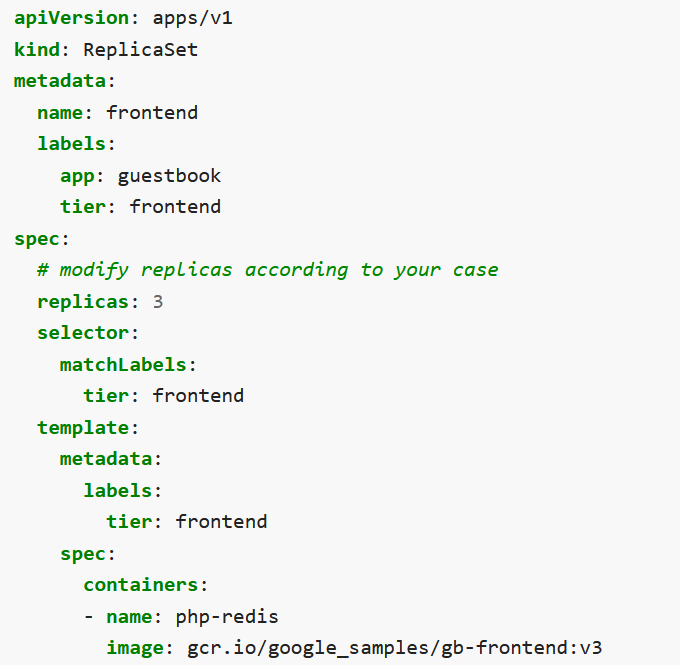 apiVersion: apps/v1
kind: ReplicaSet
metadata:
  name: frontend
  labels:
    app: guestbook
    tier: frontend
spec:
  # modify replicas according to your case
  replicas: 3
  selector:
    matchLabels:
      tier: frontend
  template:
    metadata:
      labels:
        tier: frontend
    spec:
      containers:
      - name: php-redis
        image: gcr.io/google_samples/gb-frontend:v3